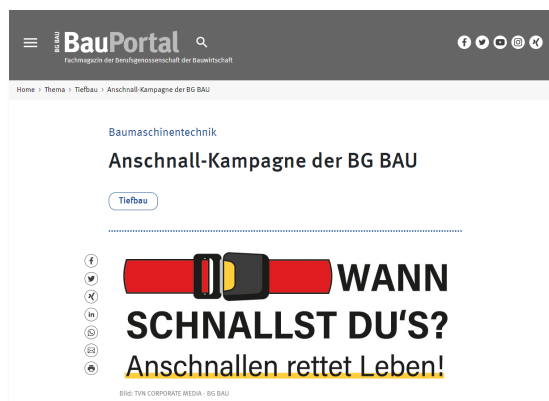 BG BAU
BauPortal
Fachmagazin der Berufsgenossenschaft der Bauwirtschaft
Home > Thema > Tiefbau > Anschnall-Kampagne der BG BAU
Baumaschinentechnik
Anschnall-Kampagne der BG BAU
Tiefbau
WANN
SCHNALLST DU'S?
Anschnallen rettet Leben!
Bild: TVN CORPORATE MEDIA - BG BAU